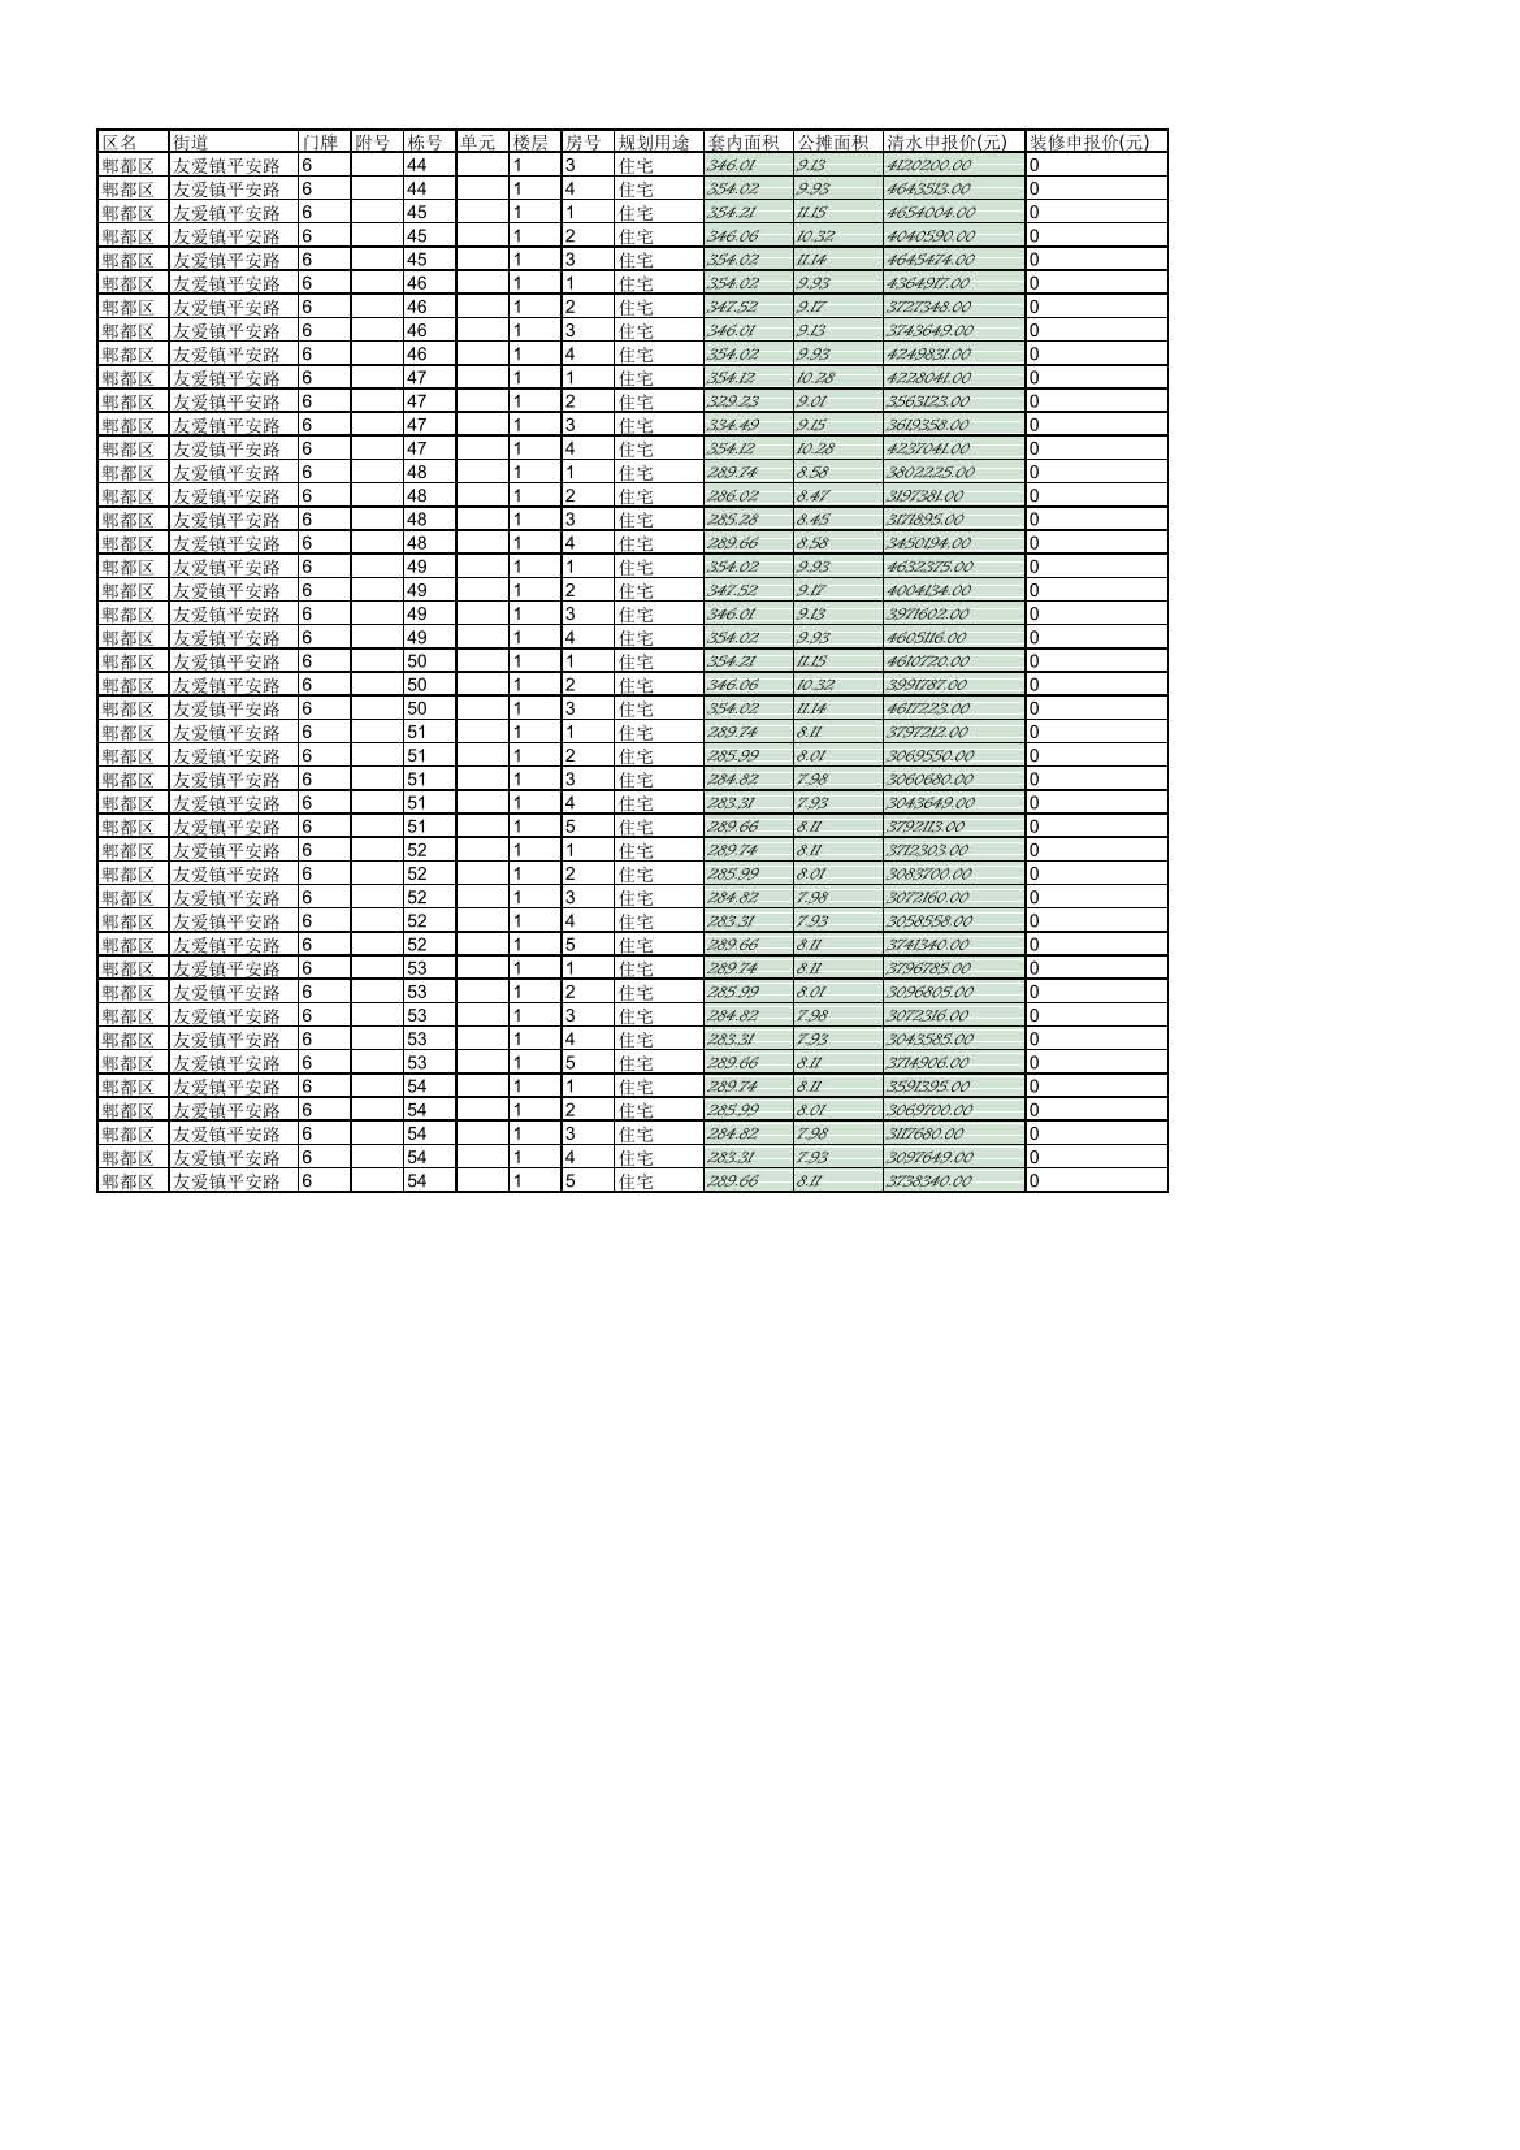 区名 街道 门牌 附号 栋号 单元 楼层 房号 规划用途 套内面积 公摊面积 清水申报价(元) 装修申报价(元)
郫都区 友爱镇平安路 6 44 1 3 住宅 346.01 9.13 4120200.00 0
郫都区 友爱镇平安路 6 44 1 4 住宅 354.02 9.93 4643513.00 0
郫都区 友爱镇平安路 6 45 1 1 住宅 354.21 11.15 4654004.00 0
郫都区 友爱镇平安路 6 45 1 2 住宅 346.06 10.32 4040590.00 0
郫都区 友爱镇平安路 6 45 1 3 住宅 354.02 11.14 4645474.00 0
郫都区 友爱镇平安路 6 46 1 1 住宅 354.02 9.93 4364917.00 0
郫都区 友爱镇平安路 6 46 1 2 住宅 347.52 9.17 3727348.00 0
郫都区 友爱镇平安路 6 46 1 3 住宅 346.01 9.13 3743649.00 0
郫都区 友爱镇平安路 6 46 1 4 住宅 354.02 9.93 4249831.00 0
郫都区 友爱镇平安路 6 47 1 1 住宅 354.12 10.28 4228041.00 0
郫都区 友爱镇平安路 6 47 1 2 住宅 329.23 9.01 3563123.00 0
郫都区 友爱镇平安路 6 47 1 3 住宅 334.49 9.15 3619358.00 0
郫都区 友爱镇平安路 6 47 1 4 住宅 354.12 10.28 4237041.00 0
郫都区 友爱镇平安路 6 48 1 1 住宅 289.74 8.58 3802225.00 0
郫都区 友爱镇平安路 6 48 1 2 住宅 286.02 8.47 3197381.00 0
郫都区 友爱镇平安路 6 48 1 3 住宅 285.28 8.45 3171895.00 0
郫都区 友爱镇平安路 6 48 1 4 住宅 289.66 8.58 3450194.00 0
郫都区 友爱镇平安路 6 49 1 1 住宅 354.02 9.93 4632375.00 0
郫都区 友爱镇平安路 6 49 1 2 住宅 347.52 9.17 4004134.00 0
郫都区 友爱镇平安路 6 49 1 3 住宅 346.01 9.13 3971602.00 0
郫都区 友爱镇平安路 6 49 1 4 住宅 354.02 9.93 4605116.00 0
郫都区 友爱镇平安路 6 50 1 1 住宅 354.21 11.15 4610720.00 0
郫都区 友爱镇平安路 6 50 1 2 住宅 346.06 10.32 3991787.00 0
郫都区 友爱镇平安路 6 50 1 3 住宅 354.02 11.14 4617223.00 0
郫都区 友爱镇平安路 6 51 1 1 住宅 289.74 8.11 3797212.00 0
郫都区 友爱镇平安路 6 51 1 2 住宅 285.99 8.01 3069550.00 0
郫都区 友爱镇平安路 6 51 1 3 住宅 284.82 7.98 3060680.00 0
郫都区 友爱镇平安路 6 51 1 4 住宅 283.31 7.93 3043649.00 0
郫都区 友爱镇平安路 6 51 1 5 住宅 289.66 8.11 3792113.00 0
郫都区 友爱镇平安路 6 52 1 1 住宅 289.74 8.11 3712303.00 0
郫都区 友爱镇平安路 6 52 1 2 住宅 285.99 8.01 3083700.00 0
郫都区 友爱镇平安路 6 52 1 3 住宅 284.82 7.98 3072160.00 0
郫都区 友爱镇平安路 6 52 1 4 住宅 283.31 7.93 3058558.00 0
郫都区 友爱镇平安路 6 52 1 5 住宅 289.66 8.11 3741340.00 0
郫都区 友爱镇平安路 6 53 1 1 住宅 289.74 8.11 3796785.00 0
郫都区 友爱镇平安路 6 53 1 2 住宅 285.99 8.01 3096805.00 0
郫都区 友爱镇平安路 6 53 1 3 住宅 284.82 7.98 3072316.00 0
郫都区 友爱镇平安路 6 53 1 4 住宅 283.31 7.93 3043585.00 0
郫都区 友爱镇平安路 6 53 1 5 住宅 289.66 8.11 3714906.00 0
郫都区 友爱镇平安路 6 54 1 1 住宅 289.74 8.11 3591395.00 0
郫都区 友爱镇平安路 6 54 1 2 住宅 285.99 8.01 3069700.00 0
郫都区 友爱镇平安路 6 54 1 3 住宅 284.82 7.98 3117680.00 0
郫都区 友爱镇平安路 6 54 1 4 住宅 283.31 7.93 3097649.00 0
郫都区 友爱镇平安路 6 54 1 5 住宅 289.66 8.11 3738340.00 0